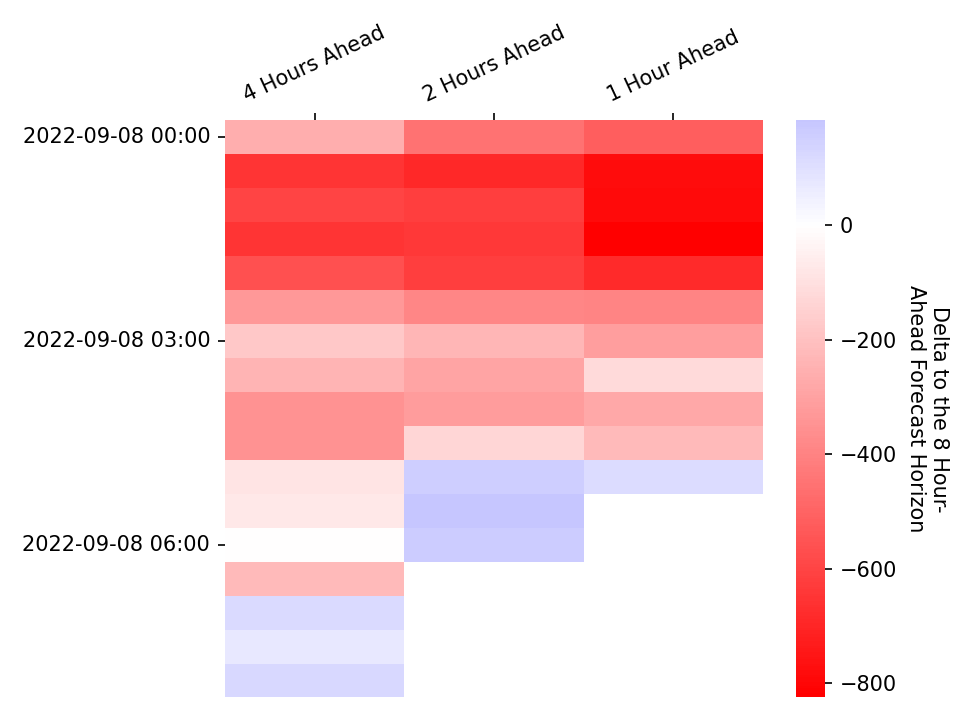 4 Hours Ahead
2 Hours Ahead
1 Hour Ahead
2022-09-08 00:00
2022-09-08 03:00
2022-09-08 06:00
0
−200
−400
−600
−800
Delta to the 8 Hour-
Ahead Forecast Horizon